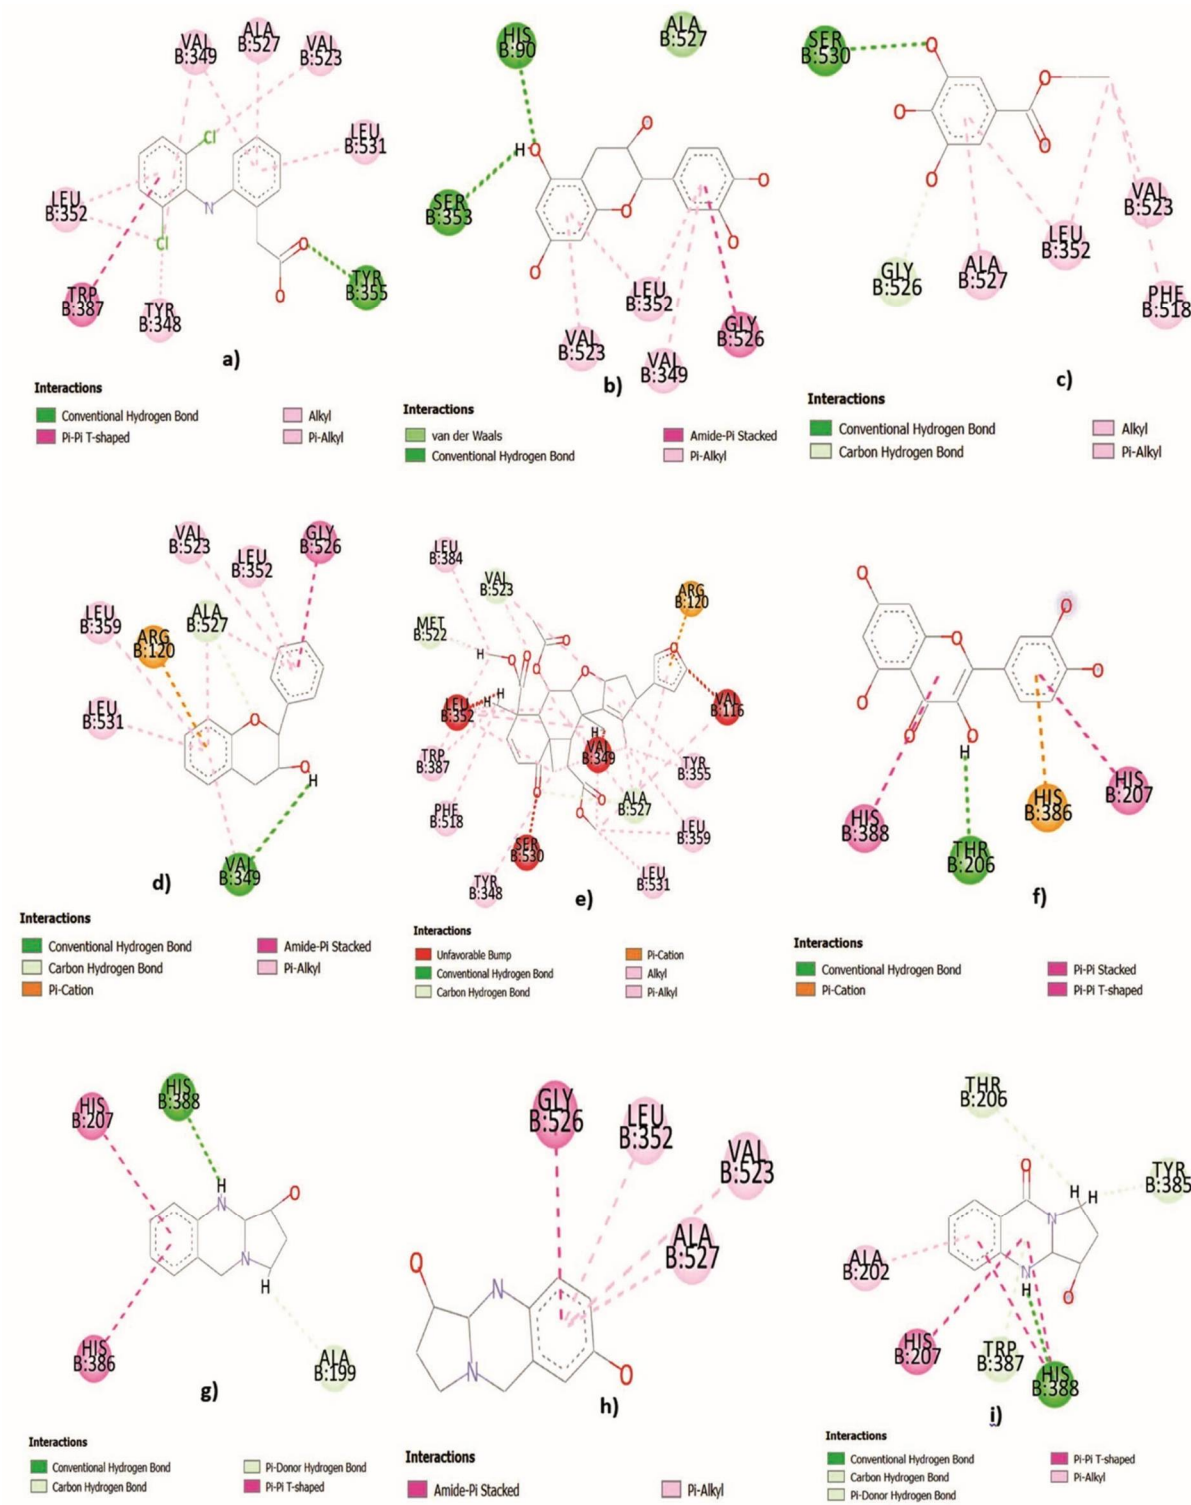 VAL
B:349
ALA
B:527
VAL
B:523
LEU
B:531
LEU
B:352
TRP
B:387
TYR
B:348
TYR
B:355
Cl
Cl
N
O
O
a)
Interactions
Conventional Hydrogen Bond
Pi-Pi T-shaped
Alkyl
Pi-Alkyl
HIS
B:90
ALA
B:527
SER
B:353
H
O
O
O
O
O
O
LEU
B:352
VAL
B:523
VAL
B:349
GLY
B:526
b)
Interactions
van der Waals
Conventional Hydrogen Bond
Amide-Pi Stacked
Pi-Alkyl
SER
B:530
O
O
O
O
O
GLY
B:526
ALA
B:527
LEU
B:352
VAL
B:523
PHE
B:518
c)
Interactions
Conventional Hydrogen Bond
Carbon Hydrogen Bond
Alkyl
Pi-Alkyl
VAL
B:523
LEU
B:352
GLY
B:526
LEU
B:359
ARG
B:120
ALA
B:527
LEU
B:531
O
O
H
VAL
B:349
d)
Interactions
Conventional Hydrogen Bond
Carbon Hydrogen Bond
Pi-Cation
Amide-Pi Stacked
Pi-Alkyl
LEU
B:384
VAL
B:523
MET
B:522
ARG
B:120
LEU
B:352
VAL
B:116
VAL
B:349
TRP
B:387
TYR
B:355
PHE
B:518
ALA
B:527
LEU
B:359
SER
B:530
TYR
B:348
LEU
B:531
H
H
H
H
O
O
O
O
O
O
O
O
O
e)
Interactions
Unfavorable Bump
Conventional Hydrogen Bond
Carbon Hydrogen Bond
Pi-Cation
Alkyl
Pi-Alkyl
O
O
O
O
O
O
O
H
HIS
B:388
THR
B:206
HIS
B:386
HIS
B:207
f)
Interactions
Conventional Hydrogen Bond
Pi-Cation
Pi-Pi Stacked
Pi-Pi T-shaped
HIS
B:207
HIS
B:388
H
N
O
N
H
HIS
B:386
ALA
B:199
g)
Interactions
Conventional Hydrogen Bond
Carbon Hydrogen Bond
Pi-Donor Hydrogen Bond
Pi-Pi T-shaped
GLY
B:526
LEU
B:352
VAL
B:523
ALA
B:527
O
N
N
O
h)
Interactions
Amide-Pi Stacked
Pi-Alkyl
THR
B:206
TYR
B:385
O
H
H
N
N
H
O
ALA
B:202
HIS
B:207
TRP
B:387
HIS
B:388
i)
Interactions
Conventional Hydrogen Bond
Carbon Hydrogen Bond
Pi-Donor Hydrogen Bond
Pi-Pi T-shaped
Pi-Alkyl